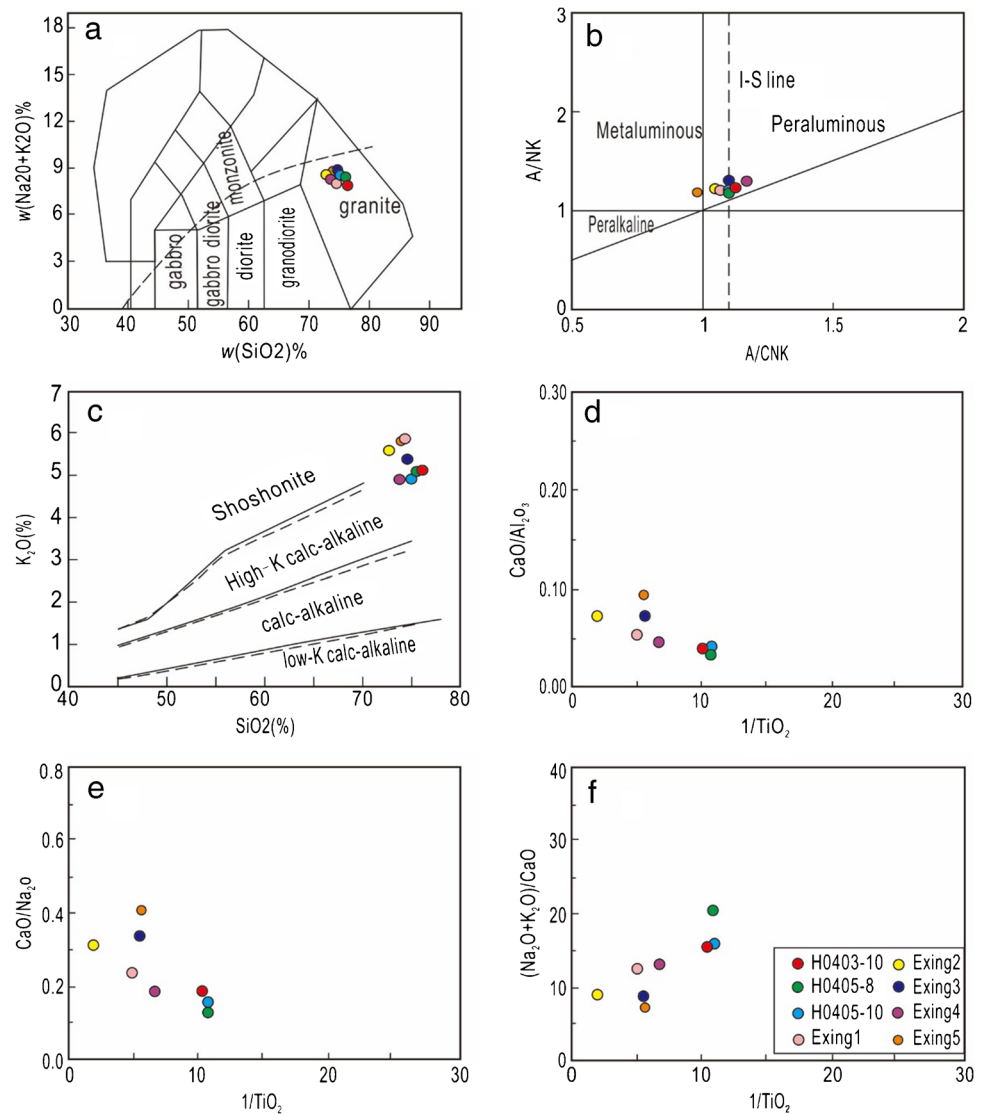 a
18
15
12
9
6
3
0
w(Na20+K2O)%
monzonite
granite
gabbro
gabbro diorite
diorite
granodiorite
30 40 50 60 70 80 90
w(SiO2)%
b
3
2
1
0
A/NK
I-S line
Metaluminous
Peraluminous
Peralkaline
0.5 1 1.5 2
A/CNK
c
7
6
5
4
3
2
1
0
K2O(%)
Shoshonite
High-K calc-alkaline
calc-alkaline
low-K calc-alkaline
40 50 60 70 80
SiO2(%)
d
0.30
0.20
0.10
0.00
CaO/Al2o3
0 10 20 30
1/TiO2
e
0.8
0.6
0.4
0.2
0.0
CaO/Na2o
0 10 20 30
1/TiO2
f
40
30
20
10
0
(Na2O+K2O))/CaO
H0403-10 Exing2
H0405-8 Exing3
H0405-10 Exing4
Exing1 Exing5
0 10 20 30
1/TiO2